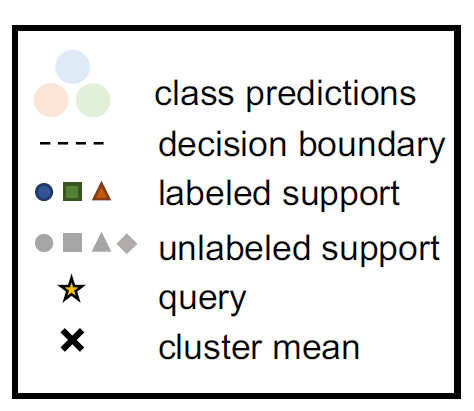 class predictions
decision boundary
labeled support
unlabeled support
query
cluster mean